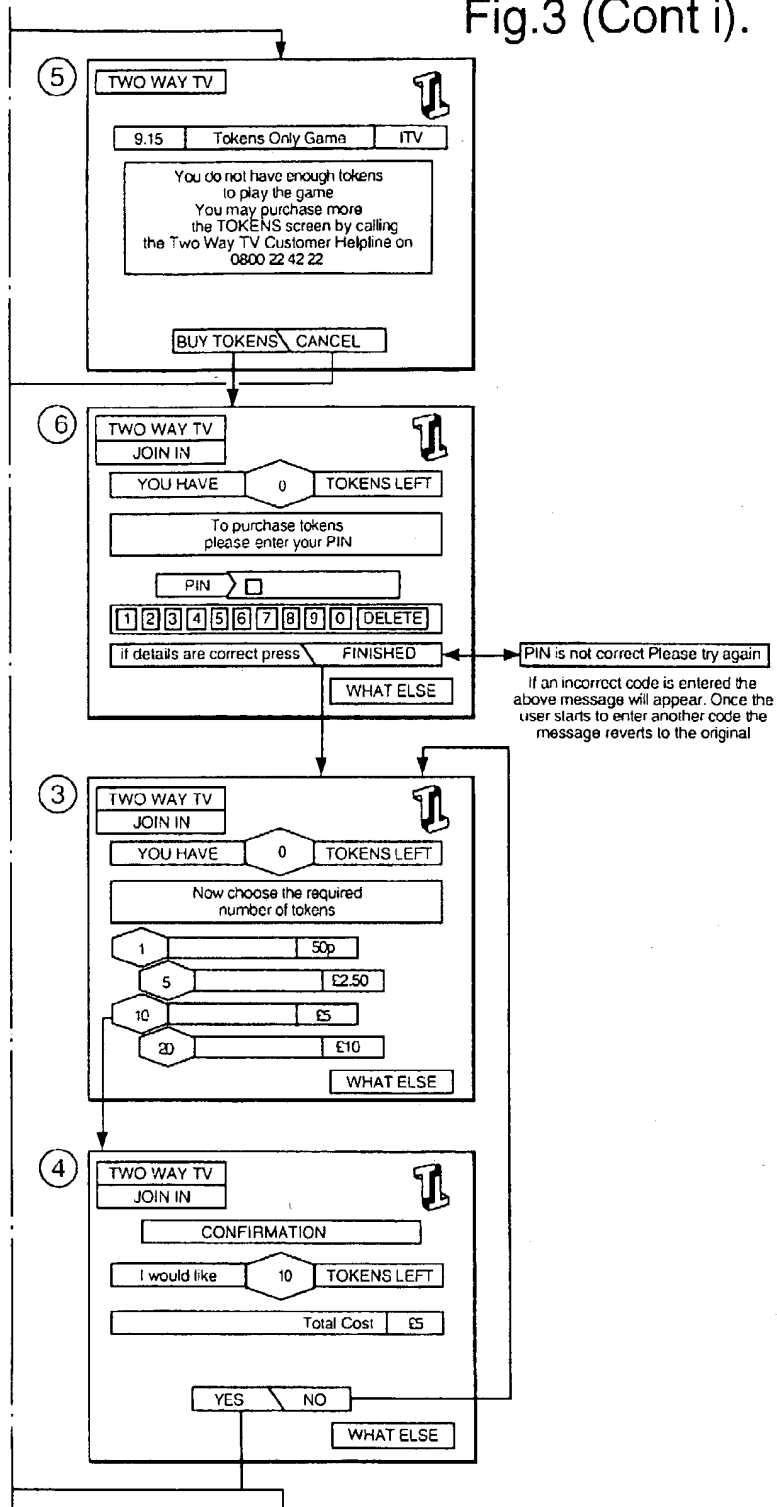 Fig.3 (Cont i).
5
TWO WAY TV
9.15 Tokens Only Game ITV
You do not have enough tokens
to play the game
You may purchase more
the TOKENS screen by calling
the Two Way TV Customer Helpline on
0800 22 42 22
BUY TOKENS CANCEL
6
TWO WAY TV
JOIN IN
YOU HAVE 0 TOKENS LEFT
To purchase tokens
please enter your PIN
PIN
1 2 3 4 5 6 7 8 9 0 DELETE
if details are correct press FINISHED
WHAT ELSE
PIN is not correct Please try again
If an incorrect code is entered the
above message will appear. Once the
user starts to enter another code the
message reverts to the original
3
TWO WAY TV
JOIN IN
YOU HAVE 0 TOKENS LEFT
Now choose the required
number of tokens
1 50p
5 £2.50
10 £5
20 £10
WHAT ELSE
4
TWO WAY TV
JOIN IN
CONFIRMATION
I would like 10 TOKENS LEFT
Total Cost £5
YES NO
WHAT ELSE